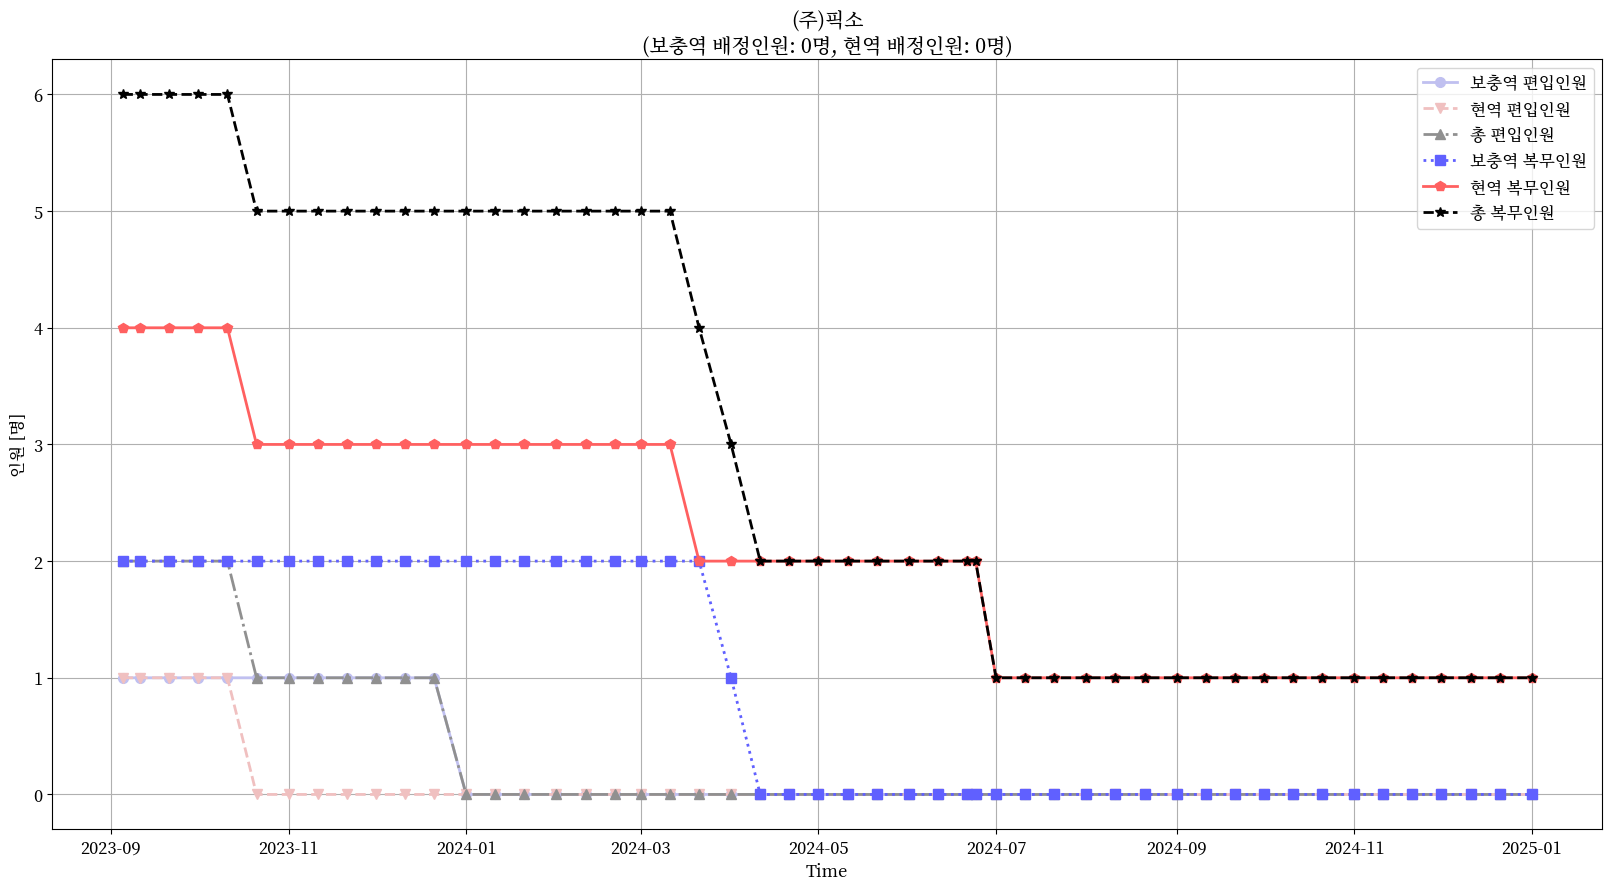 (주)픽소
(보충역 배정인원: 0명, 현역 배정인원: 0명)
보충역 편입인원
현역 편입인원
총 편입인원
보충역 복무인원
현역 복무인원
총 복무인원
인원 [명]
6
5
4
3
2
1
0
2023-09
2023-11
2024-01
2024-03
2024-05
2024-07
2024-09
2024-11
2025-01
Time